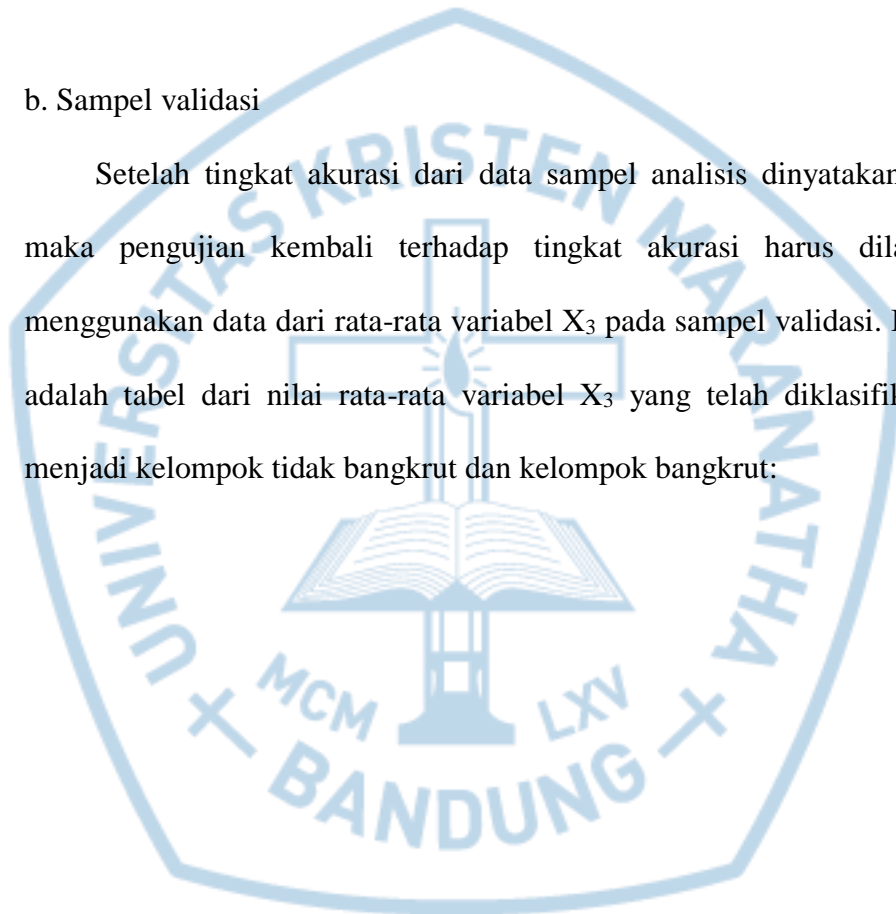 b. Sampel validasi
Setelah tingkat akurasi dari data sampel analisis dinyatakan
maka pengujian kembali terhadap tingkat akurasi harus
menggunakan data dari rata-rata variabel X₃ pada sampel validasi.
adalah tabel dari nilai rata-rata variabel X₃ yang telah
menjadi kelompok tidak bangkrut dan kelompok bangkrut:
UNIVERSITAS KRISTEN MARANATHA
MCM LXV
BANDUNG